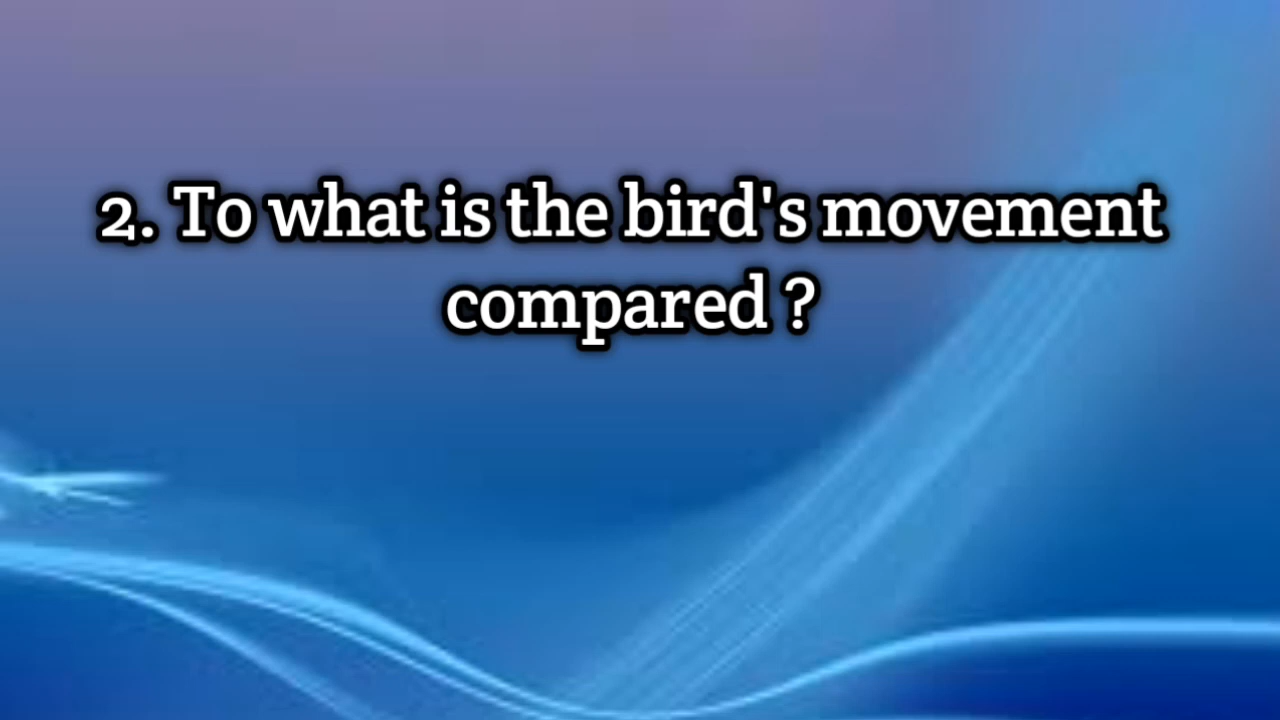 2. To what is the bird's movement
compared ?